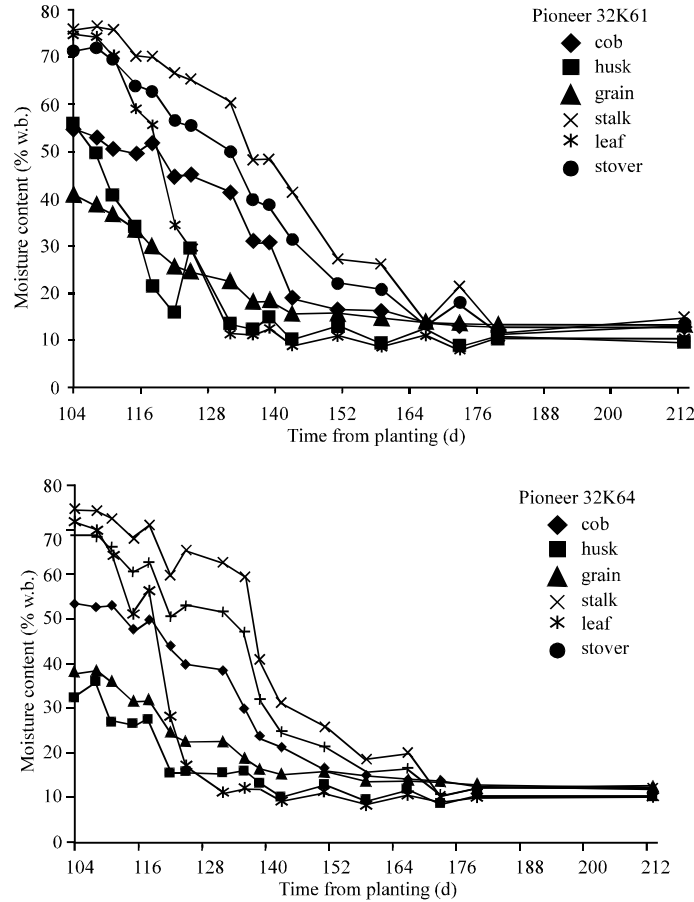 80
Pioneer 32K61
cob
70
husk
60
grain
stalk
50
leaf
stover
40
30
20
10
0
Moisture content (% w.b.)
104 116 128 140 152 164 176 188 200 212
Time from planting (d)
80
Pioneer 32K64
cob
70
husk
60
grain
stalk
50
leaf
stover
40
30
20
10
0
Moisture content (% w.b.)
104 116 128 140 152 164 176 188 200 212
Time from planting (d)